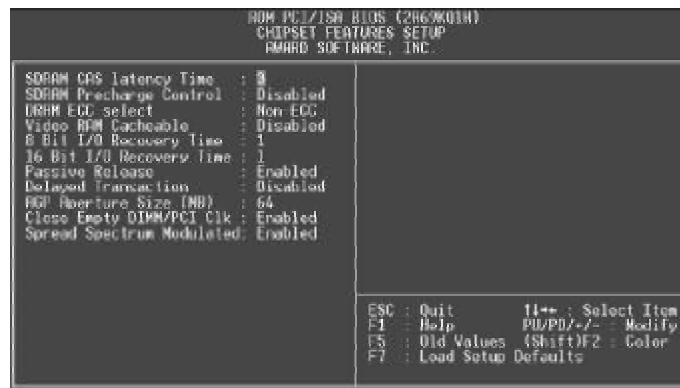 ROM PCI/ISA BIOS (2A69KQ1H)
CHIPSET FEATURES SETUP
AWARD SOFTWARE, INC.
SDRAM CAS latency Time : 3
SDRAM Precharge Control : Disabled
DRAM ECC select : Non ECC
Video RAM Cacheable : Disabled
8 Bit I/O Recovery Time : 1
16 Bit I/O Recovery Time : 1
Passive Release : Enabled
Delayed Transaction : Disabled
AGP Aperture Size (MB) : 64
Close Empty DIMM/PCI Clk : Enabled
Spread Spectrum Modulated: Enabled
ESC : Quit ↑↓→← : Select Item
F1 : Help PU/PD/+/- : Modify
F5 : Old Values (Shift)F2 : Color
F7 : Load Setup Defaults